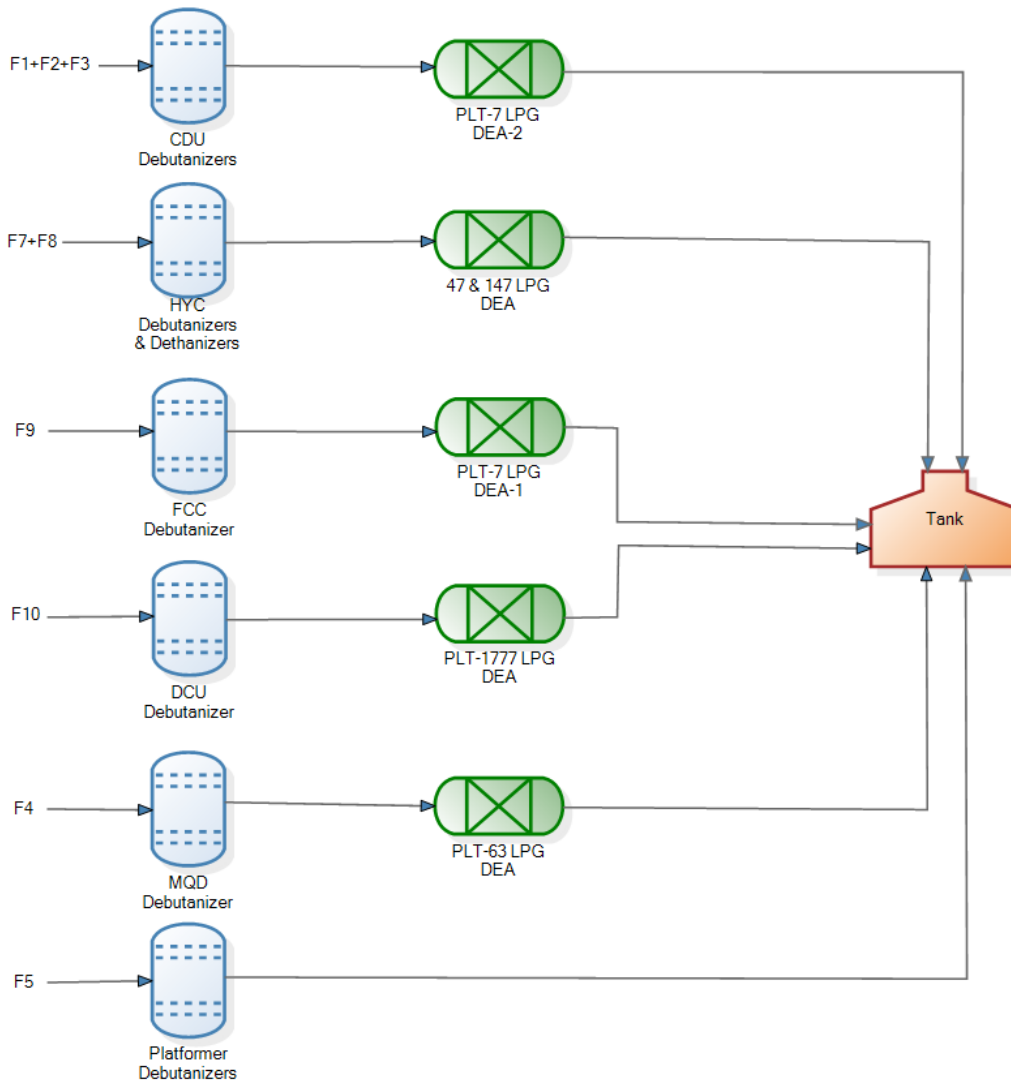 F1+F2+F3
CDU
Debutanizers
PLT-7 LPG
DEA-2
F7+F8
HYC
Debutanizers
& Dethanizers
47 & 147 LPG
DEA
F9
FCC
Debutanizer
PLT-7 LPG
DEA-1
Tank
F10
DCU
Debutanizer
PLT-1777 LPG
DEA
F4
MQD
Debutanizer
PLT-63 LPG
DEA
F5
Platformer
Debutanizers